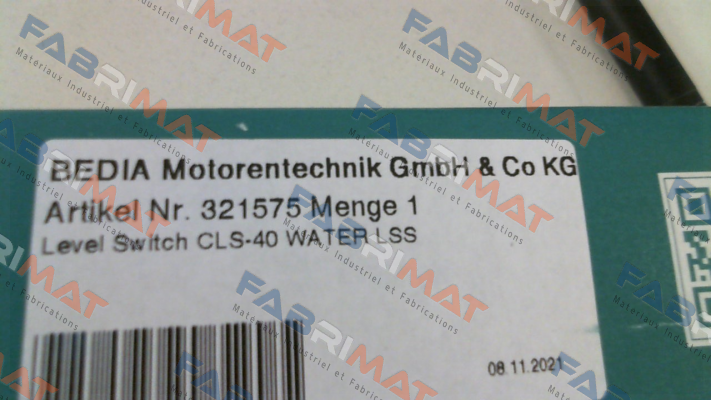 BEDIA Motorentechnik GmbH & Co KG
Artikel Nr. 321575 Menge 1
Level Switch CLS-40 WATER LSS
08.11.2021
FABRIMAT
Matériaux Industriel et Fabrications